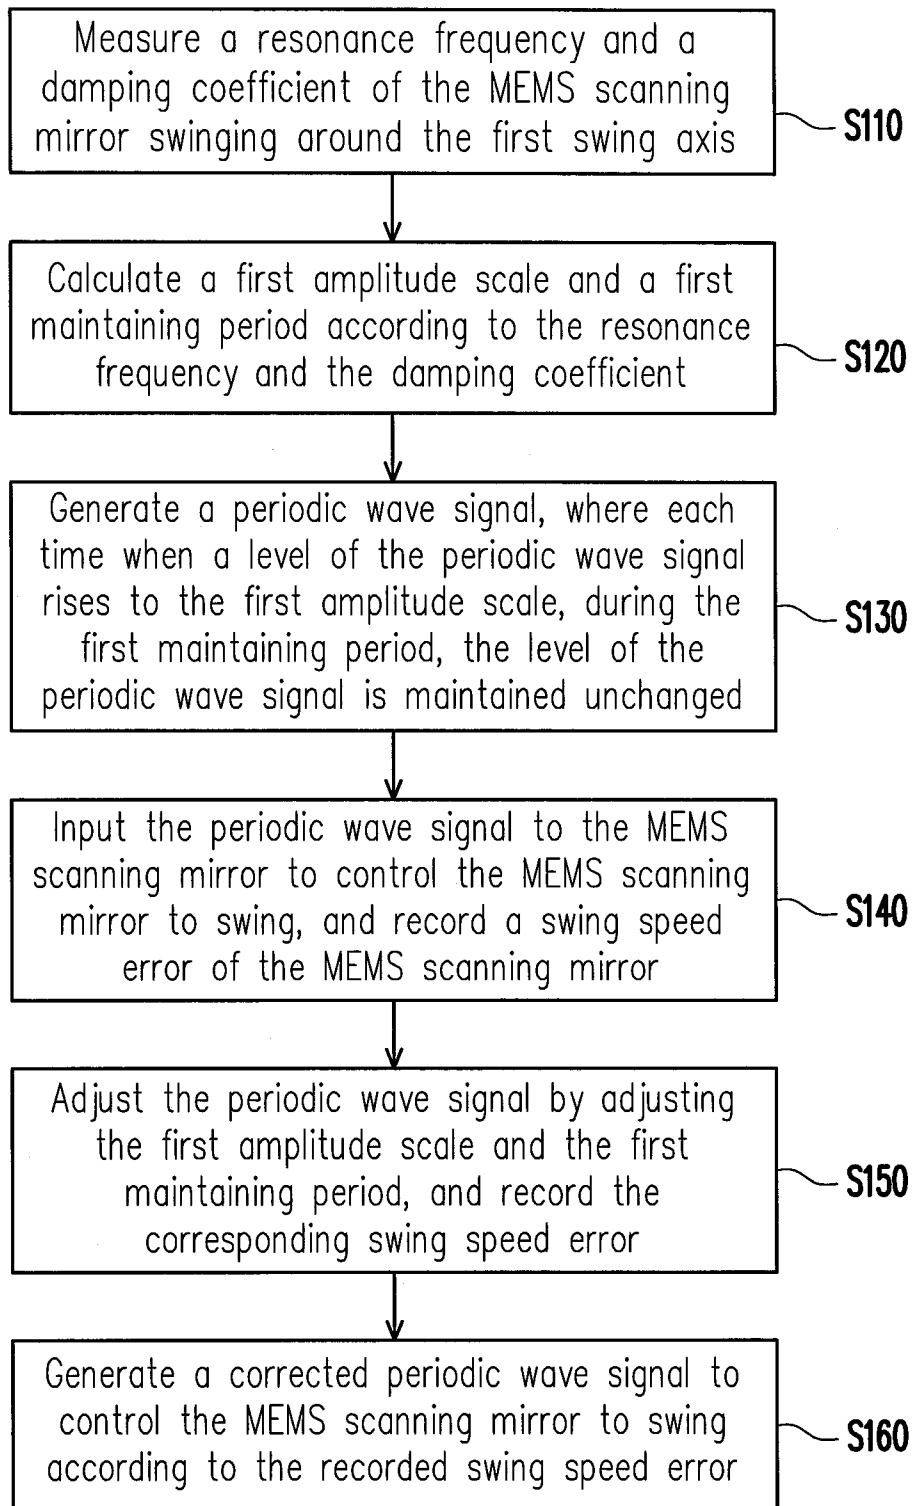 Measure a resonance frequency and a
damping coefficient of the MEMS scanning
mirror swinging around the first swing axis
S110
Calculate a first amplitude scale and a first
maintaining period according to the resonance
frequency and the damping coefficient
S120
Generate a periodic wave signal, where each
time when a level of the periodic wave signal
rises to the first amplitude scale, during the
first maintaining period, the level of the
periodic wave signal is maintained unchanged
S130
Input the periodic wave signal to the MEMS
scanning mirror to control the MEMS scanning
mirror to swing, and record a swing speed
error of the MEMS scanning mirror
S140
Adjust the periodic wave signal by adjusting
the first amplitude scale and the first
maintaining period, and record the
corresponding swing speed error
S150
Generate a corrected periodic wave signal to
control the MEMS scanning mirror to swing
according to the recorded swing speed error
S160